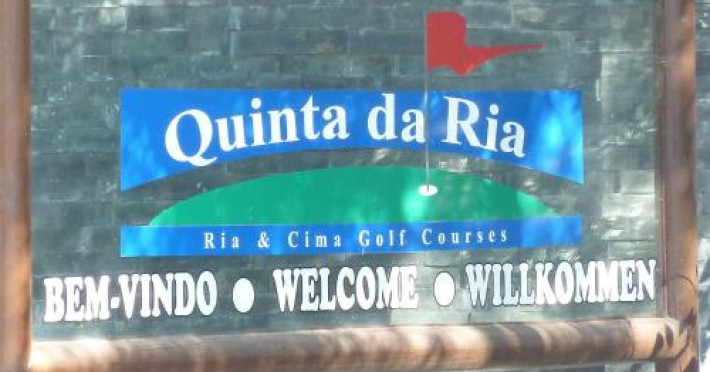 Quinta da Ria
Ria & Cima Golf Courses
BEM-VINDO ● WELCOME ● WILLKOMMEN